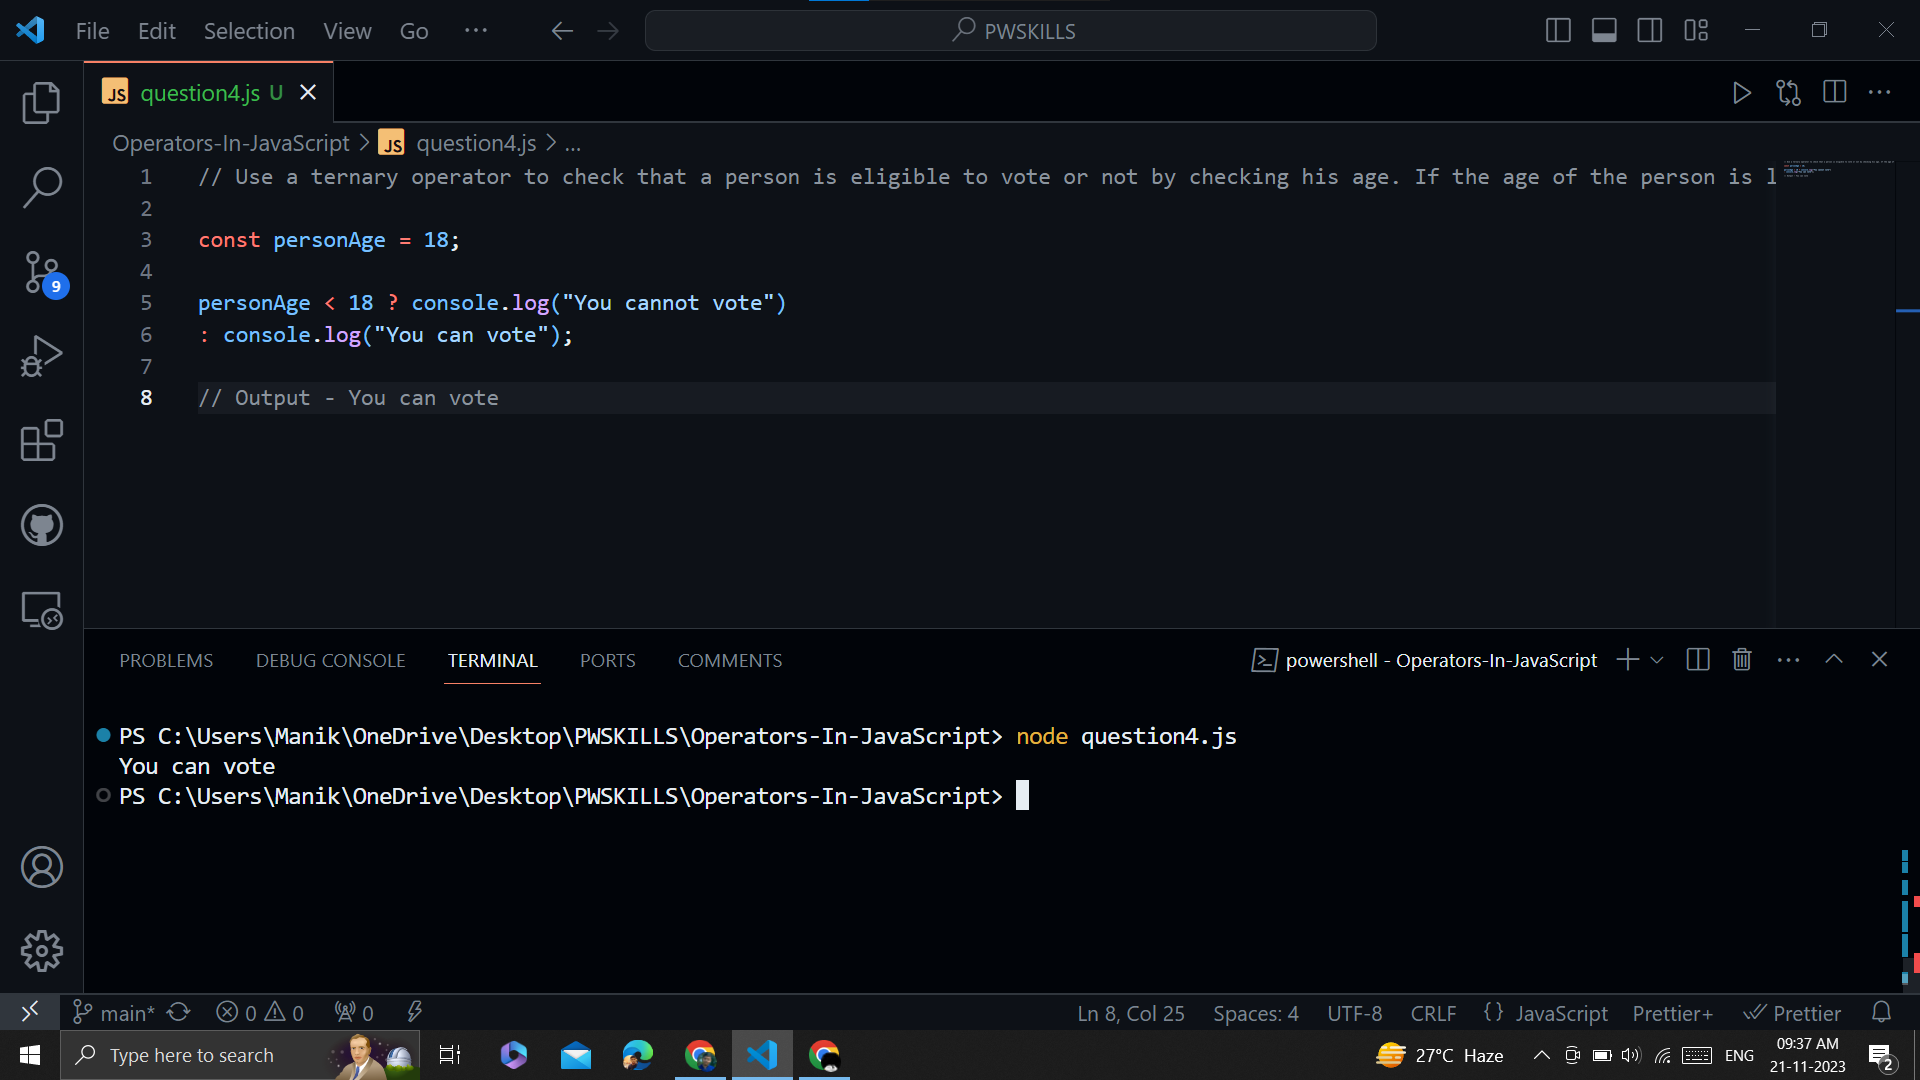 File Edit Selection View Go ... PWSKILLS
question4.js U
Operators-In-JavaScript > JS question4.js > ...
1 // Use a ternary operator to check that a person is eligible to vote or not by checking his age. If the age of the person is l
2
3 const personAge = 18;
4
5 personAge < 18 ? console.log("You cannot vote")
6 : console.log("You can vote");
7
8 // Output - You can vote
9
PROBLEMS DEBUG CONSOLE TERMINAL PORTS COMMENTS powershell - Operators-In-JavaScript
PS C:\Users\Manik\OneDrive\Desktop\PWSKILLS\Operators-In-JavaScript> node question4.js
You can vote
PS C:\Users\Manik\OneDrive\Desktop\PWSKILLS\Operators-In-JavaScript>
main* 0 0 0 Ln 8, Col 25 Spaces: 4 UTF-8 CRLF {} JavaScript Prettier+ Prettier
Type here to search 27°C Haze ENG 09:37 AM
21-11-2023 2